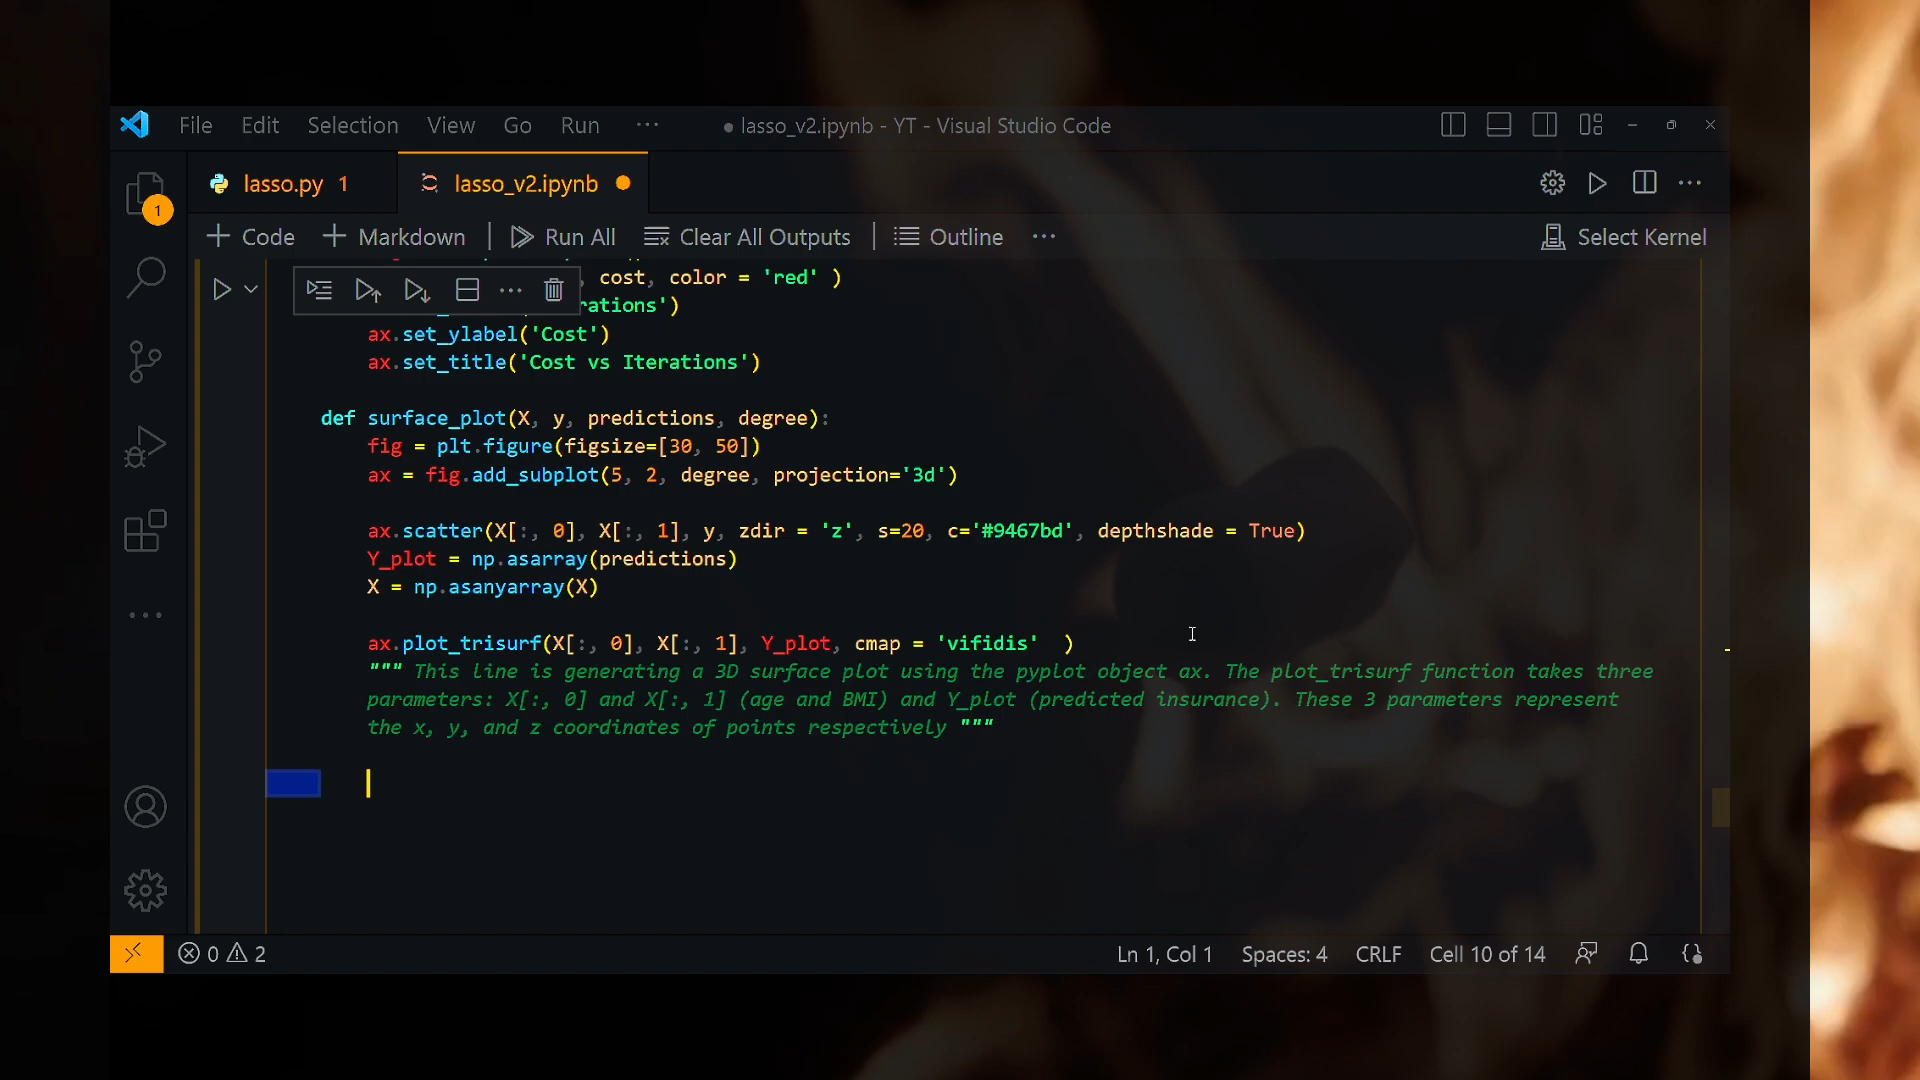 File Edit Selection View Go Run ··· ● lasso_v2.ipynb - YT - Visual Studio Code
1
lasso.py 1
lasso_v2.ipynb
+ Code + Markdown Run All Clear All Outputs Outline ··· Select Kernel
cost, color = 'red' )
rations')
ax.set_ylabel('Cost')
ax.set_title('Cost vs Iterations')
def surface_plot(X, y, predictions, degree):
fig = plt.figure(figsize=[30, 50])
ax = fig.add_subplot(5, 2, degree, projection='3d')
ax.scatter(X[:, 0], X[:, 1], y, zdir = 'z', s=20, c='#9467bd', depthshade = True)
Y_plot = np.asarray(predictions)
X = np.asanyarray(X)
ax.plot_trisurf(X[:, 0], X[:, 1], Y_plot, cmap = 'vifidis' )
""" This line is generating a 3D surface plot using the pyplot object ax. The plot_trisurf function takes three
parameters: X[:, 0] and X[:, 1] (age and BMI) and Y_plot (predicted insurance). These 3 parameters represent
the x, y, and z coordinates of points respectively """
0 2 Ln 1, Col 1 Spaces: 4 CRLF Cell 10 of 14